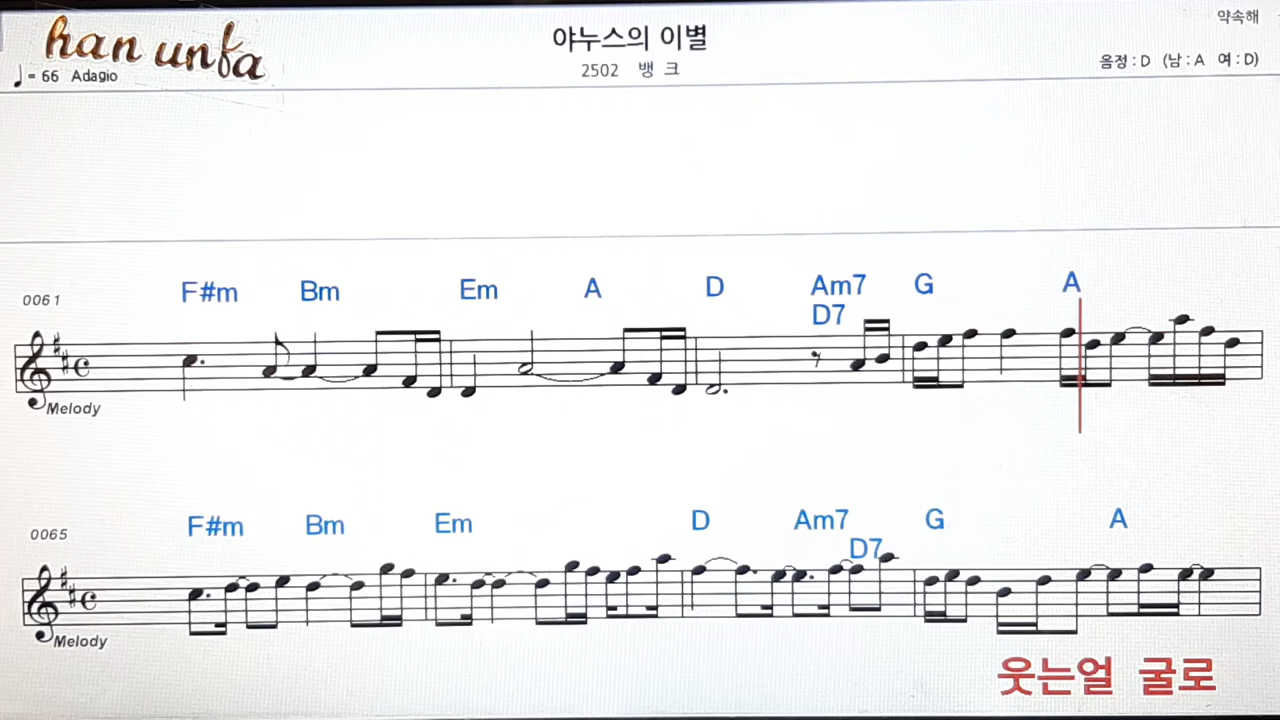 han unfa
약속해
야누스의 이별
♩= 66 Adagio
2502 뱅 크
음정 : D (남 : A 여 : D)
0061
F#m Bm Em A D Am7 G A
D7
Melody
0065
F#m Bm Em D Am7 G A
D7
Melody
웃는얼 굴로